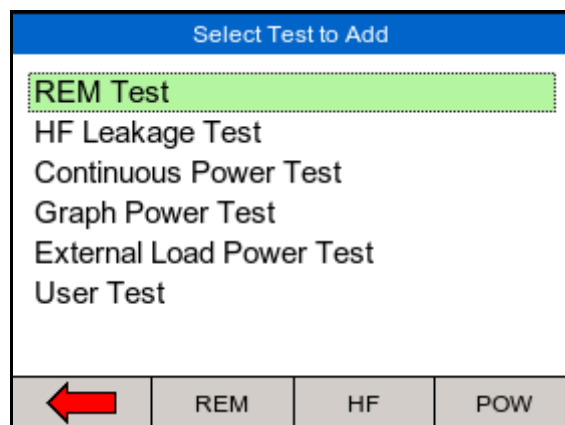 Select Test to Add
REM Test
HF Leakage Test
Continuous Power Test
Graph Power Test
External Load Power Test
User Test
REM HF POW